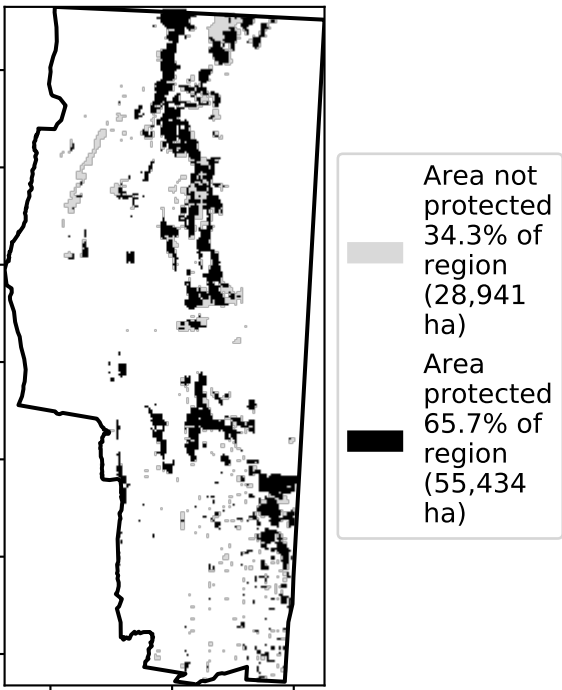 Area not
protected
34.3% of
region
(28,941
ha)
Area
protected
65.7% of
region
(55,434
ha)